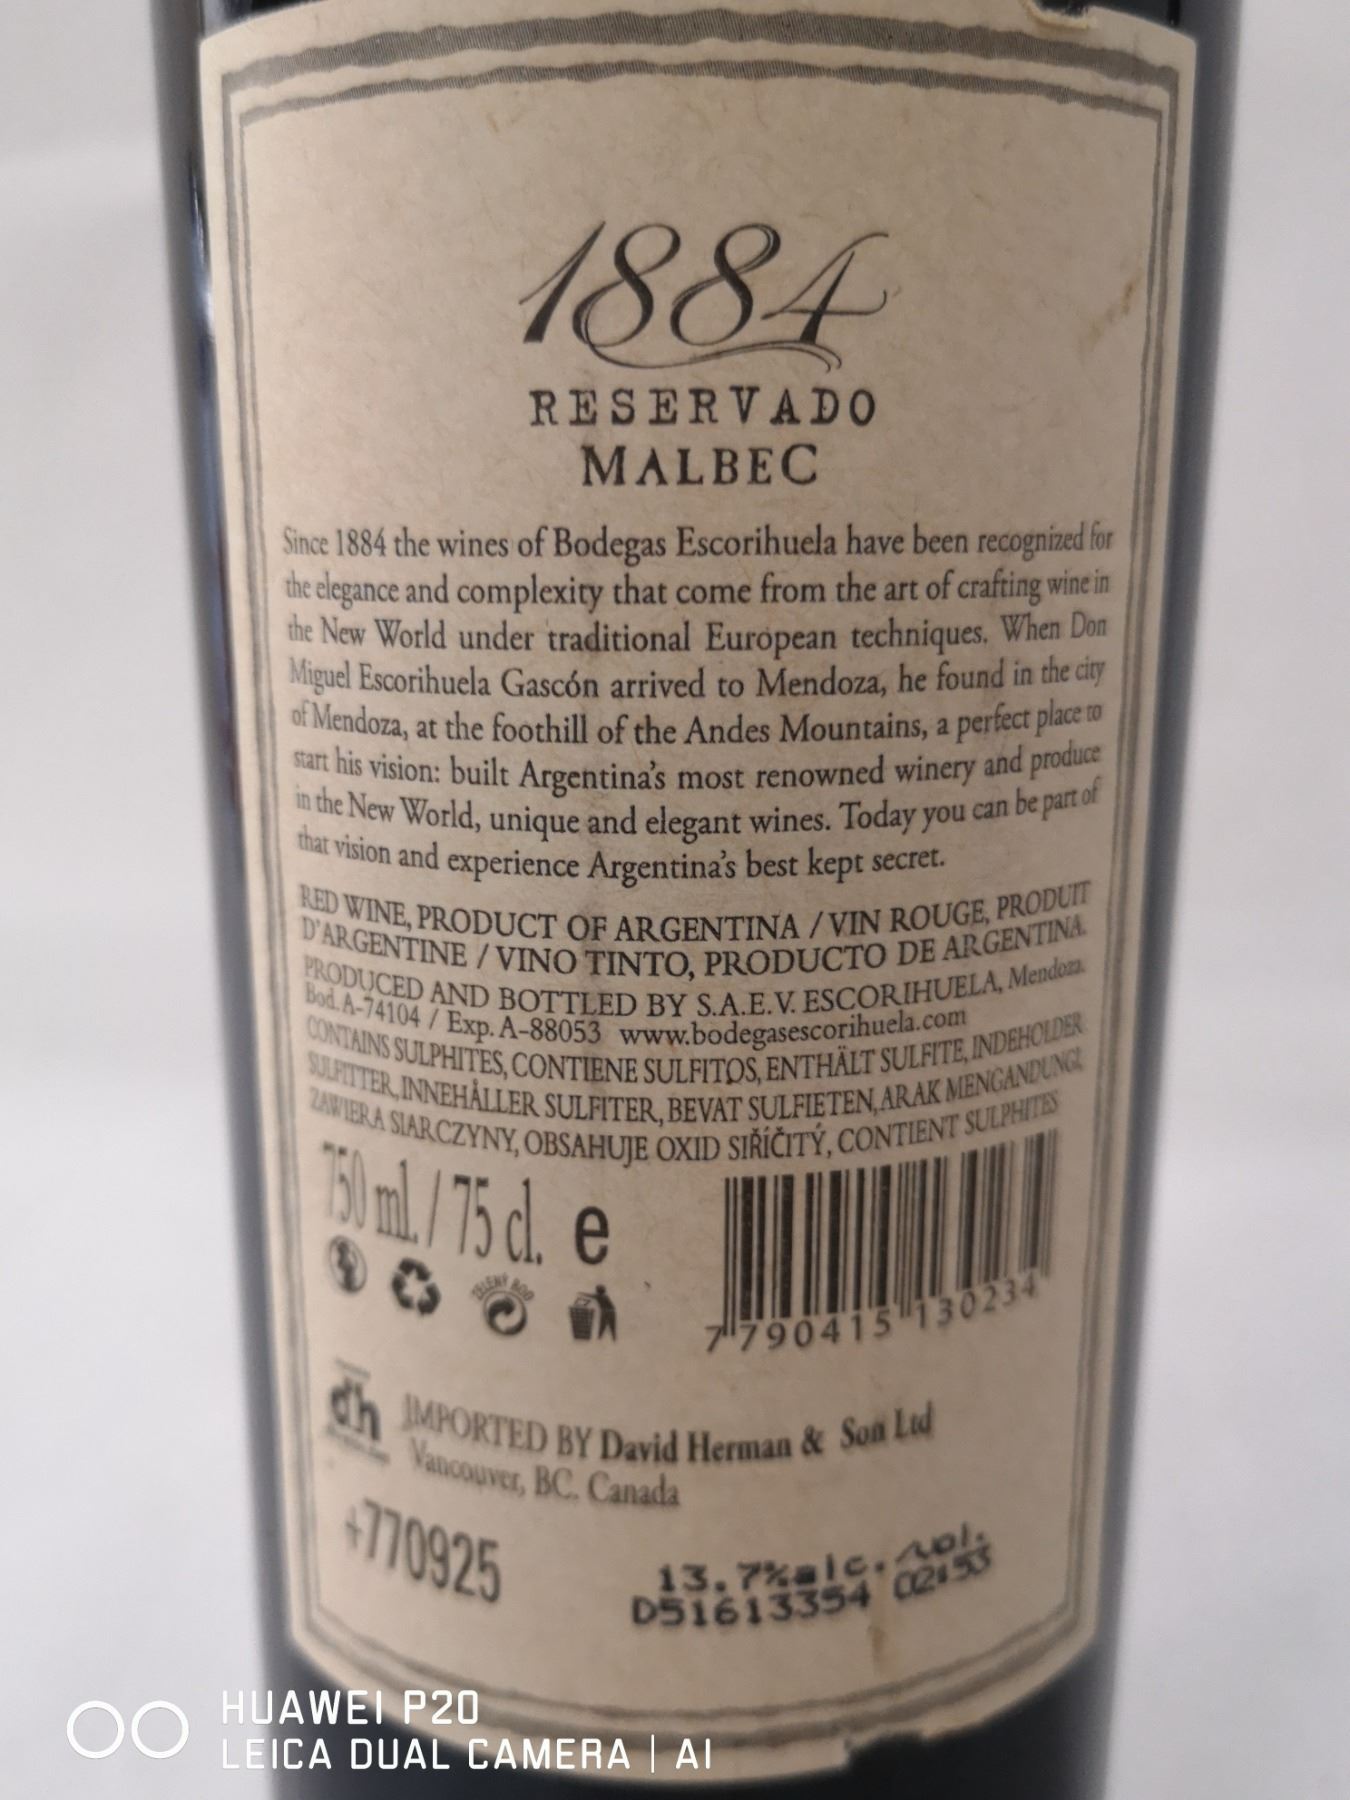 1884
RESERVADO
MALBEC
Since 1884 the wines of Bodegas Escorihuela have been recognized for
the elegance and complexity that come from the art of crafting wine in
the New World under traditional European techniques. When Don
Miguel Escorihuela Gascón arrived to Mendoza, he found in the city
of Mendoza, at the foothill of the Andes Mountains, a perfect place to
start his vision: built Argentina's most renowned winery and produce
in the New World, unique and elegant wines. Today you can be part of
that vision and experience Argentina's best kept secret.
RED WINE, PRODUCT OF ARGENTINA / VIN ROUGE, PRODUIT
D'ARGENTINE / VINO TINTO, PRODUCTO DE ARGENTINA.
PRODUCED AND BOTTLED BY S.A.E.V. ESCORIHUELA, Mendoza.
Bod. A-74104 / Exp. A-88053 www.bodegasescorihuela.com
CONTAINS SULPHITES, CONTIENE SULFITOS, ENTHÄLT SULFITE, INDEHOLDER
SULFITTER, INNEHÅLLER SULFITER, BEVAT SULFIETEN, ARAK MENGANDUNGI,
ZAWIERA SIARCZYNY, OBSAHUJE OXID SIŘÍČITÝ, CONTIENT SULPHITES
750 ml. / 75 cl. e
ZELENÝ BOD
7 790415 130234
dh
IMPORTED BY David Herman & Son Ltd
Vancouver, BC. Canada
+770925
13.7%alc. vol.
D51613354 02:53
HUAWEI P20
LEICA DUAL CAMERA | AI